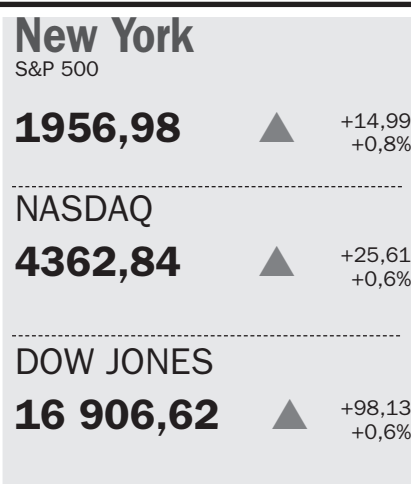 New York
S&P 500
1956,98
+14,99
+0,8%
NASDAQ
4362,84
+25,61
+0,6%
DOW JONES
16 906,62
+98,13
+0,6%